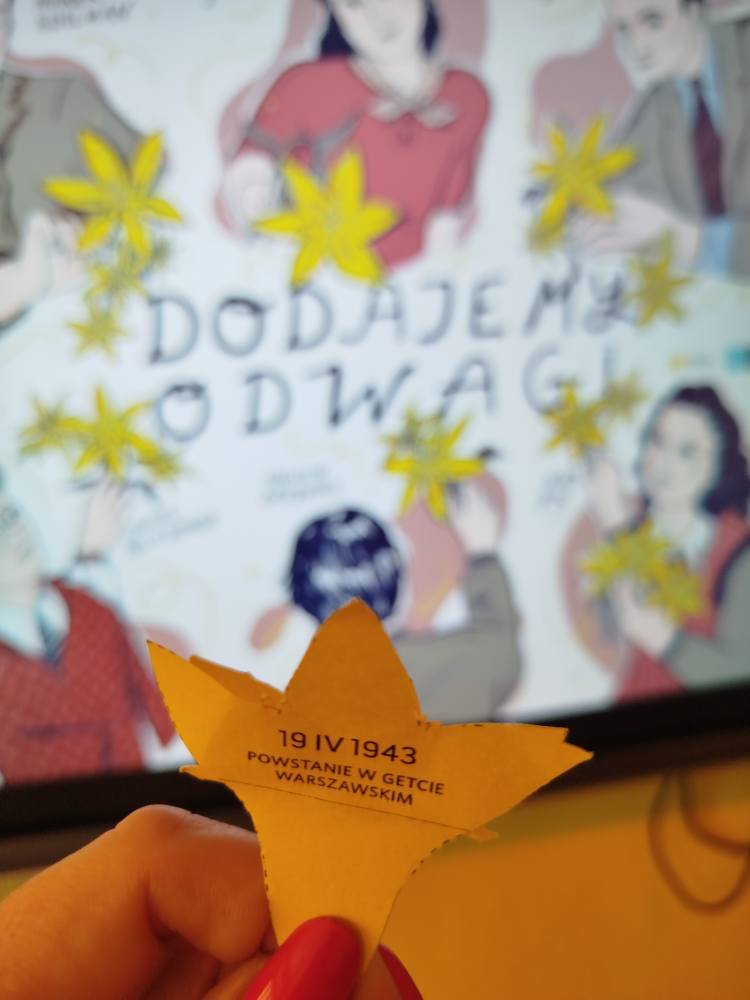 DODAJEMY
ODWAGI
19 IV 1943
POWSTANIE W GETCIE
WARSZAWSKIM